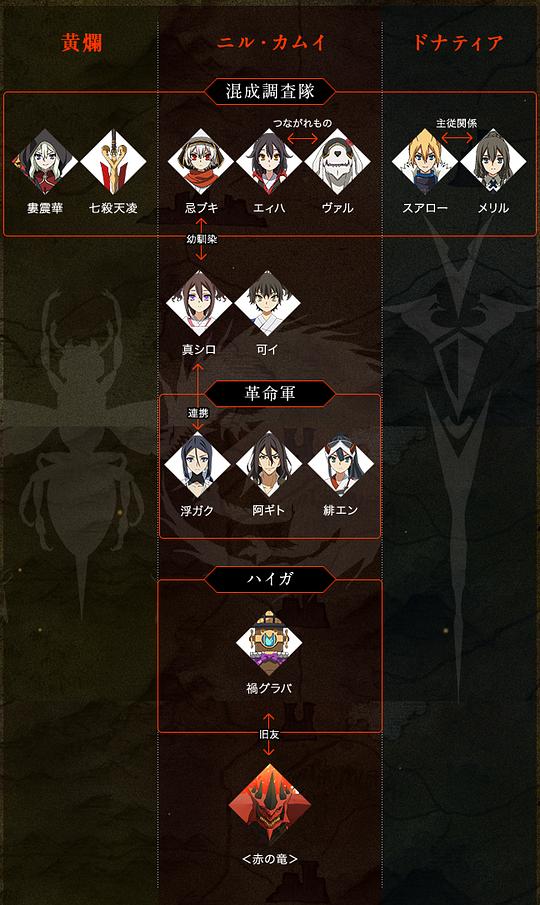 黄爛
ニル・カムイ
ドナティア
混成調査隊
つながれもの
主従関係
婁震華
七殺天凌
忌ブキ
エィハ
ヴァル
スアロー
メリル
幼馴染
真シロ
可イ
革命軍
連携
浮ガク
阿ギト
緋エン
ハイガ
禍グラバ
旧友
<赤の竜>